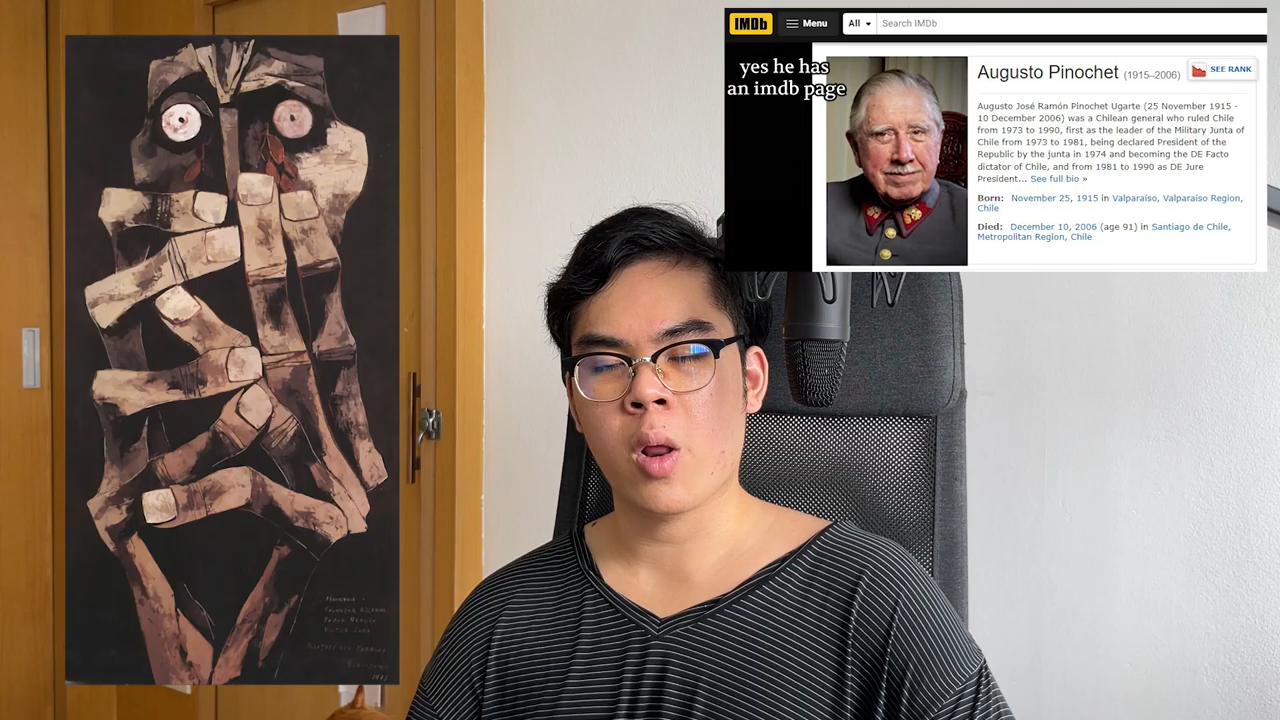 IMDb Menu All Search IMDb
yes he has
an imdb page
Augusto Pinochet (1915–2006) SEE RANK
Augusto José Ramón Pinochet Ugarte (25 November 1915 -
10 December 2006) was a Chilean general who ruled Chile
from 1973 to 1990, first as the leader of the Military Junta of
Chile from 1973 to 1981, being declared President of the
Republic by the junta in 1974 and becoming the DE Facto
dictator of Chile, and from 1981 to 1990 as DE Jure
President... See full bio »
Born: November 25, 1915 in Valparaíso, Valparaíso Region,
Chile
Died: December 10, 2006 (age 91) in Santiago de Chile,
Metropolitan Region, Chile